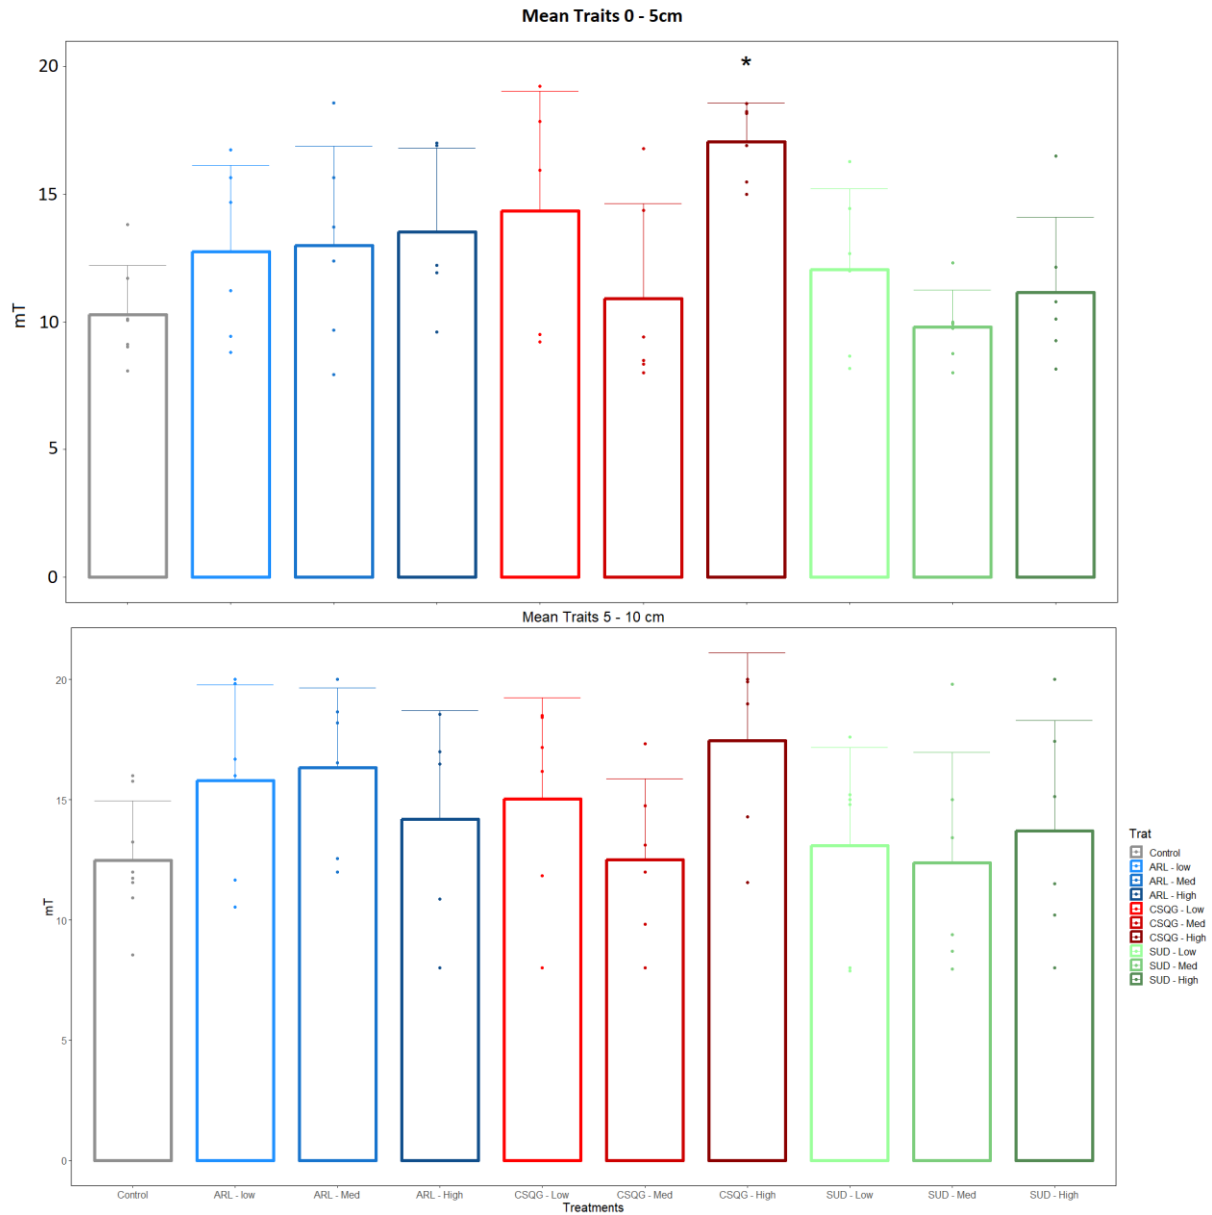 Mean Traits 0 - 5cm
*
20
15
10
5
0
mT
Mean Traits 5 - 10 cm
20
15
10
5
0
mT
Control ARL - low ARL - Med ARL - High CSQG - Low CSQG - Med CSQG - High SUD - Low SUD - Med SUD - High
Treatments
Trat
Control
ARL - low
ARL - Med
ARL - High
CSQG - Low
CSQG - Med
CSQG - High
SUD - Low
SUD - Med
SUD - High